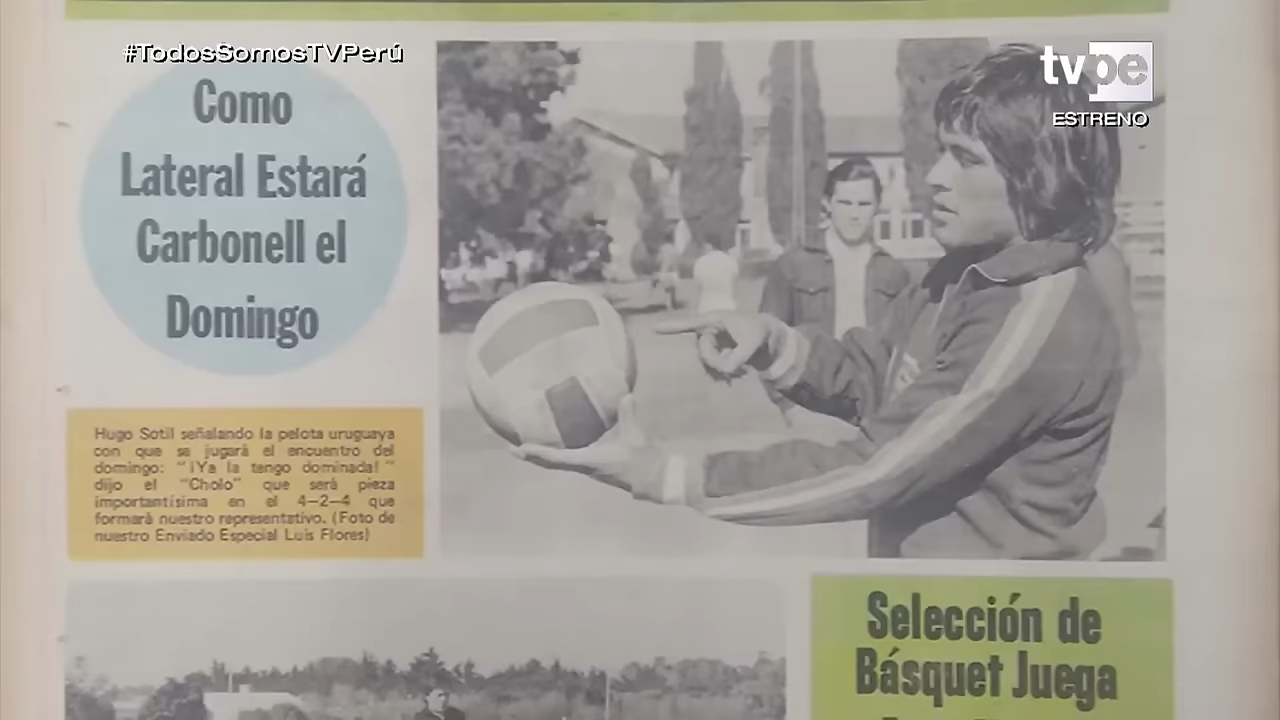 #TodosSomosTVPerú
tvpe
ESTRENO
Como
Lateral Estará
Carbonell el
Domingo
Hugo Sotil señalando la pelota uruguaya
con que se jugará el encuentro del
domingo: "¡Ya la tengo dominada!"
dijo el "Cholo" que será pieza
importantísima en el 4-2-4 que
formará nuestro representativo. (Foto de
nuestro Enviado Especial Luis Flores)
Selección de
Básquet Juega